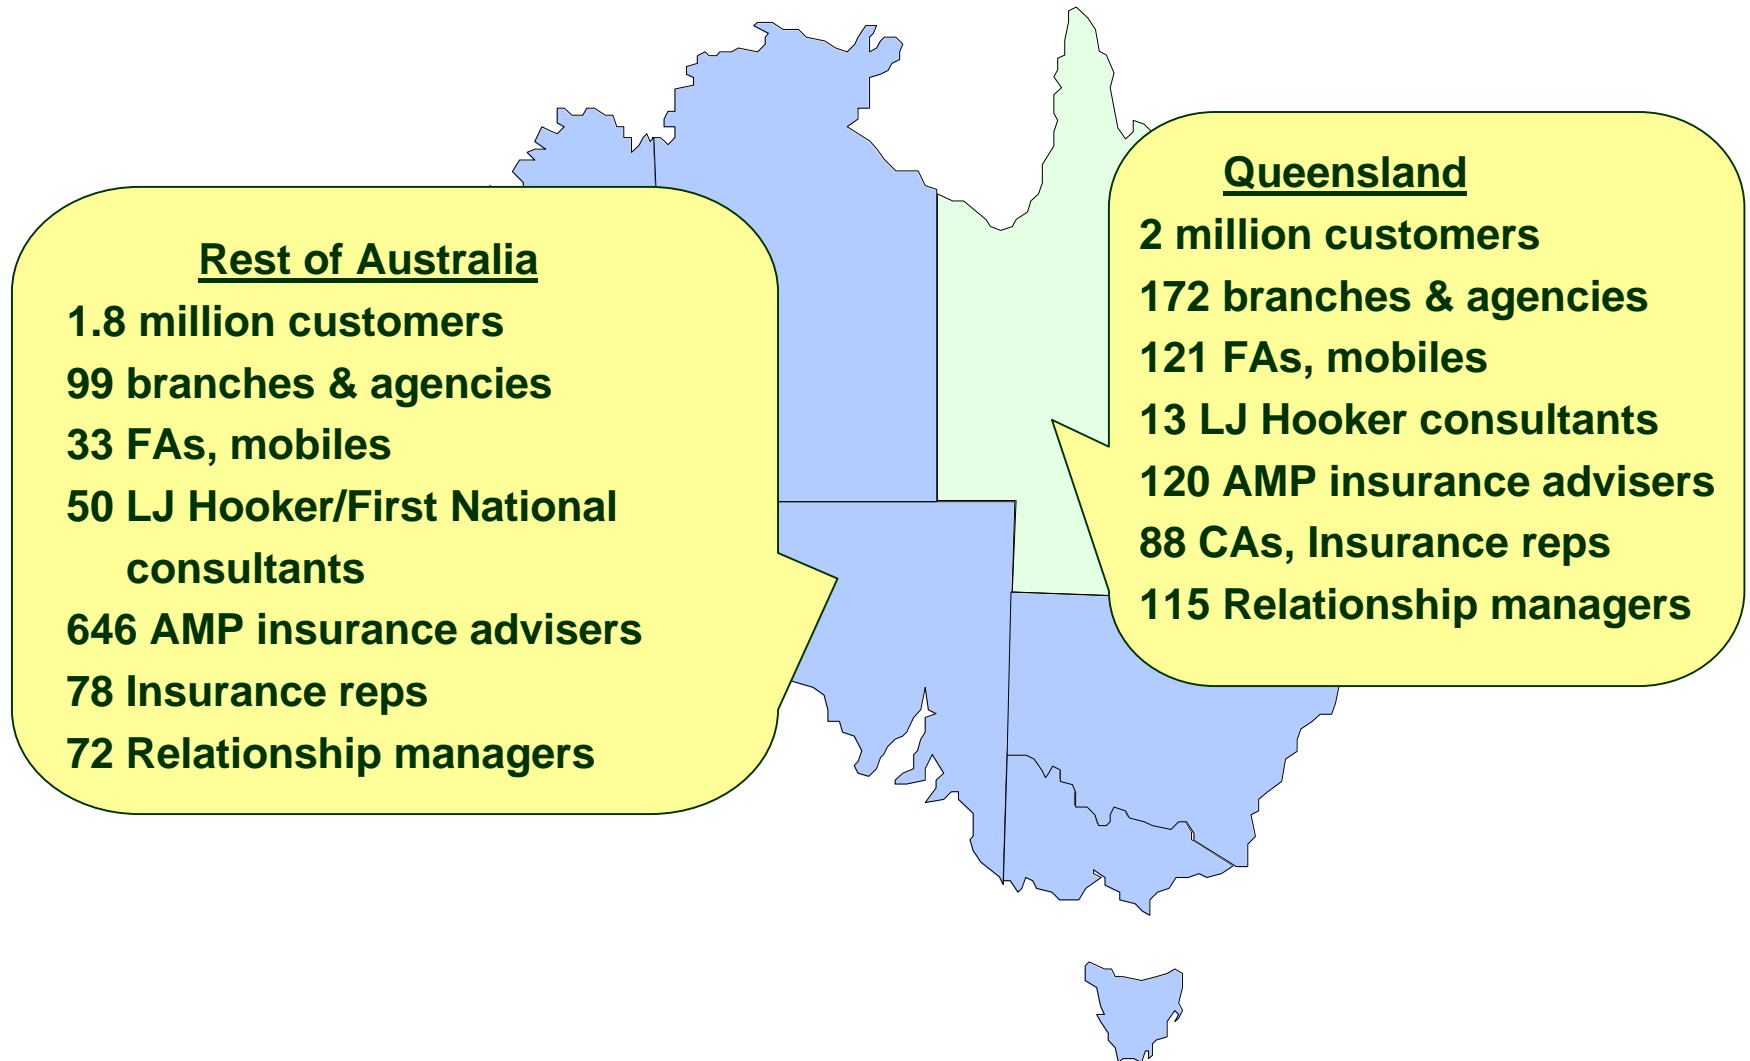 Rest of Australia
1.8 million customers
99 branches & agencies
33 FAs, mobiles
50 LJ Hooker/First National
consultants
646 AMP insurance advisers
78 Insurance reps
72 Relationship managers
Queensland
2 million customers
172 branches & agencies
121 FAs, mobiles
13 LJ Hooker consultants
120 AMP insurance advisers
88 CAs, Insurance reps
115 Relationship managers